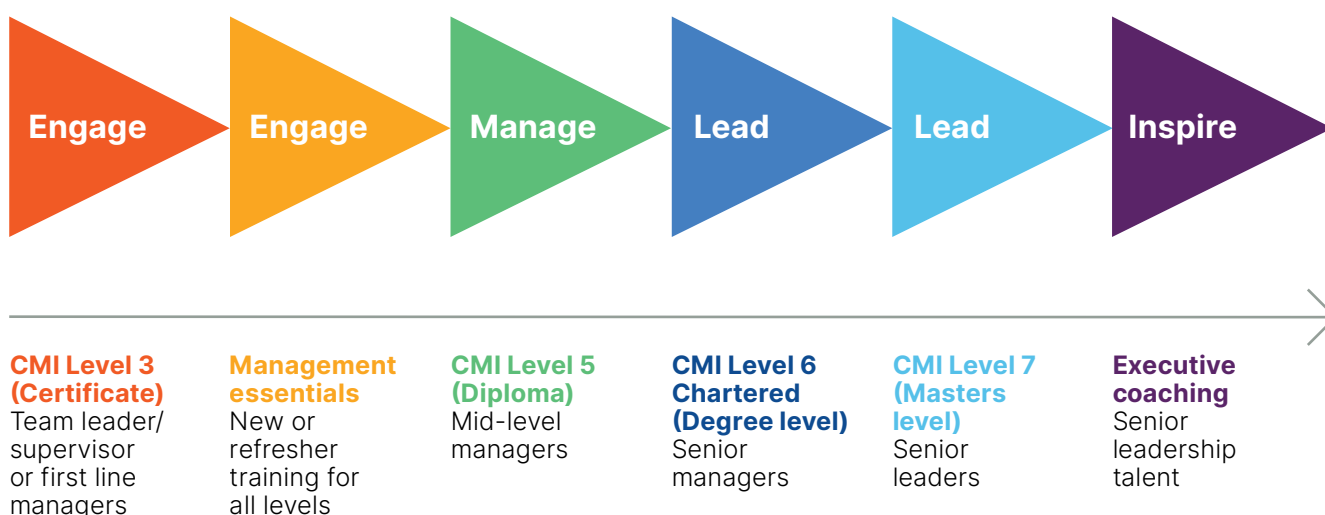 Engage
Engage
Manage
Lead
Lead
Inspire
CMI Level 3
(Certificate)
Team leader/
supervisor
or first line
managers
Management
essentials
New or
refresher
training for
all levels
CMI Level 5
(Diploma)
Mid-level
managers
CMI Level 6
Chartered
(Degree level)
Senior
managers
CMI Level 7
(Masters
level)
Senior
leaders
Executive
coaching
Senior
leadership
talent